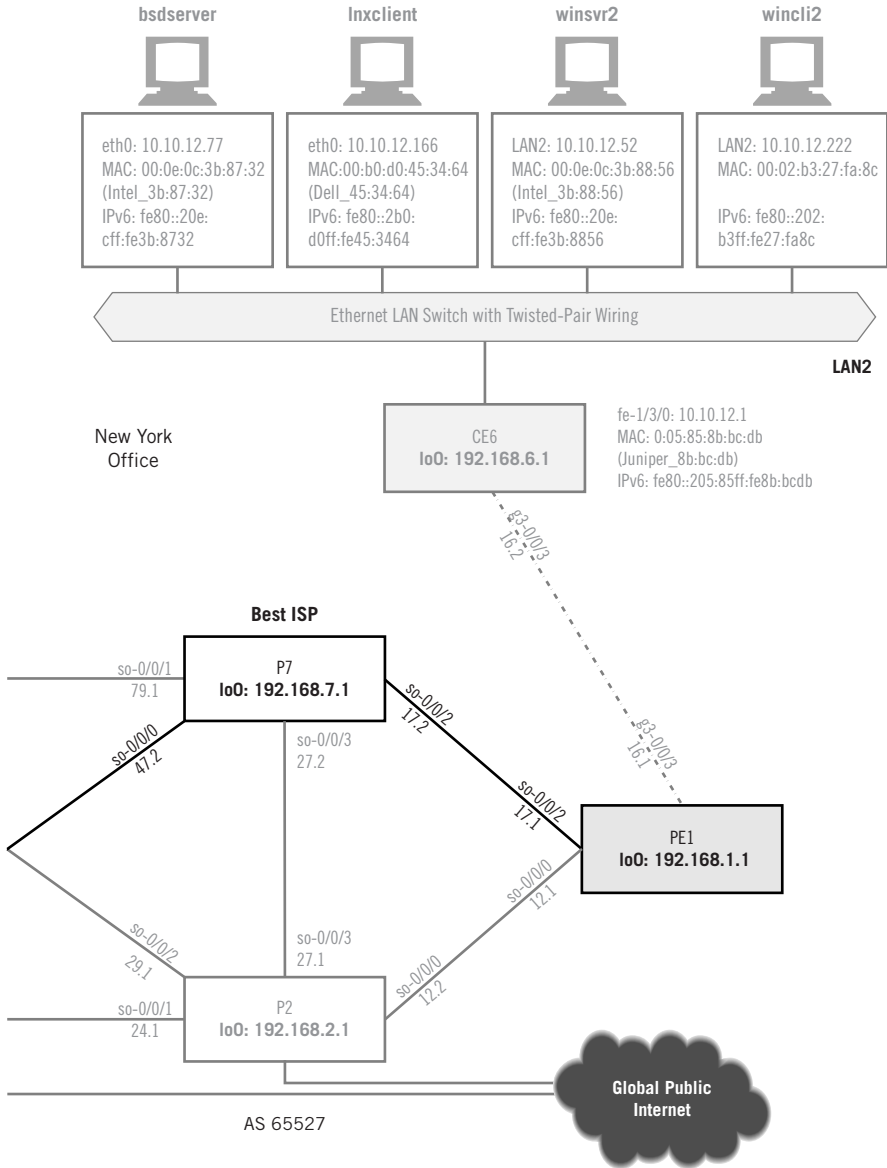 bsdserver
lnxclient
winsvr2
wincli2
eth0: 10.10.12.77
MAC: 00:0e:0c:3b:87:32
(Intel_3b:87:32)
IPv6: fe80::20e:
cff:fe3b:8732
eth0: 10.10.12.166
MAC:00:b0:d0:45:34:64
(Dell_45:34:64)
IPv6: fe80::2b0:
d0ff:fe45:3464
LAN2: 10.10.12.52
MAC: 00:0e:0c:3b:88:56
(Intel_3b:88:56)
IPv6: fe80::20e:
cff:fe3b:8856
LAN2: 10.10.12.222
MAC: 00:02:b3:27:fa:8c
IPv6: fe80::202:
b3ff:fe27:fa8c
Ethernet LAN Switch with Twisted-Pair Wiring
LAN2
New York
Office
CE6
lo0: 192.168.6.1
fe-1/3/0: 10.10.12.1
MAC: 0:05:85:8b:bc:db
(Juniper_8b:bc:db)
IPv6: fe80::205:85ff:fe8b:bcdb
g3-0/0/3
16.2
Best ISP
so-0/0/1
79.1
P7
lo0: 192.168.7.1
so-0/0/2
17.2
so-0/0/0
47.2
so-0/0/3
27.2
g3-0/0/3
16.1
so-0/0/2
17.1
PE1
lo0: 192.168.1.1
so-0/0/0
12.1
so-0/0/2
29.1
so-0/0/3
27.1
so-0/0/0
12.2
so-0/0/1
24.1
P2
lo0: 192.168.2.1
Global Public
Internet
AS 65527